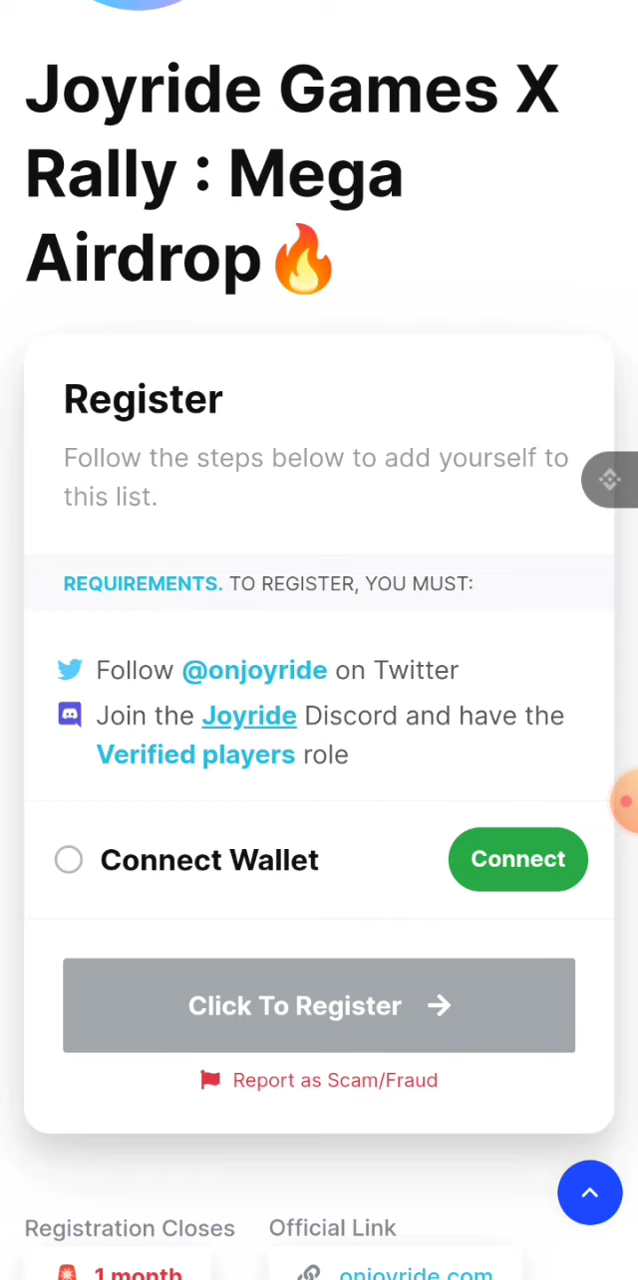 Joyride Games X
Rally : Mega
Airdrop🔥
Register
Follow the steps below to add yourself to
this list.
REQUIREMENTS. TO REGISTER, YOU MUST:
Follow @onjoyride on Twitter
Join the Joyride Discord and have the
Verified players role
Connect Wallet
Connect
Click To Register →
Report as Scam/Fraud
Registration Closes
Official Link
1 month
onjoyride.com